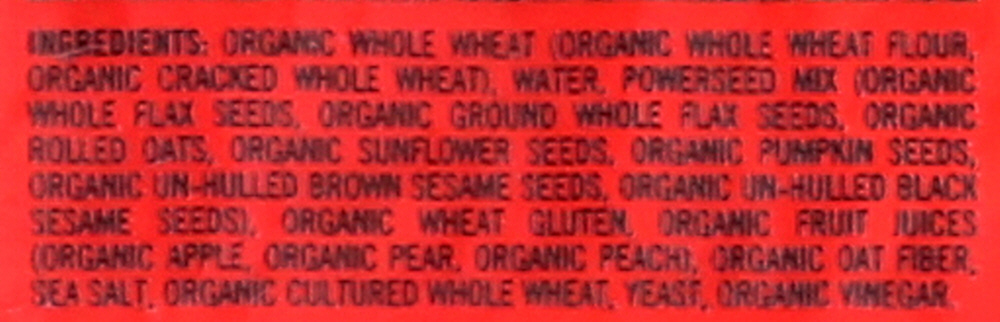 INGREDIENTS: ORGANIC WHOLE WHEAT (ORGANIC WHOLE WHEAT FLOUR,
ORGANIC CRACKED WHOLE WHEAT), WATER, POWERSEED MIX (ORGANIC
WHOLE FLAX SEEDS, ORGANIC GROUND WHOLE FLAX SEEDS, ORGANIC
ROLLED OATS, ORGANIC SUNFLOWER SEEDS, ORGANIC PUMPKIN SEEDS,
ORGANIC UN-HULLED BROWN SESAME SEEDS, ORGANIC UN-HULLED BLACK
SESAME SEEDS), ORGANIC WHEAT GLUTEN, ORGANIC FRUIT JUICES
(ORGANIC APPLE, ORGANIC PEAR, ORGANIC PEACH), ORGANIC OAT FIBER,
SEA SALT, ORGANIC CULTURED WHOLE WHEAT, YEAST, ORGANIC VINEGAR.